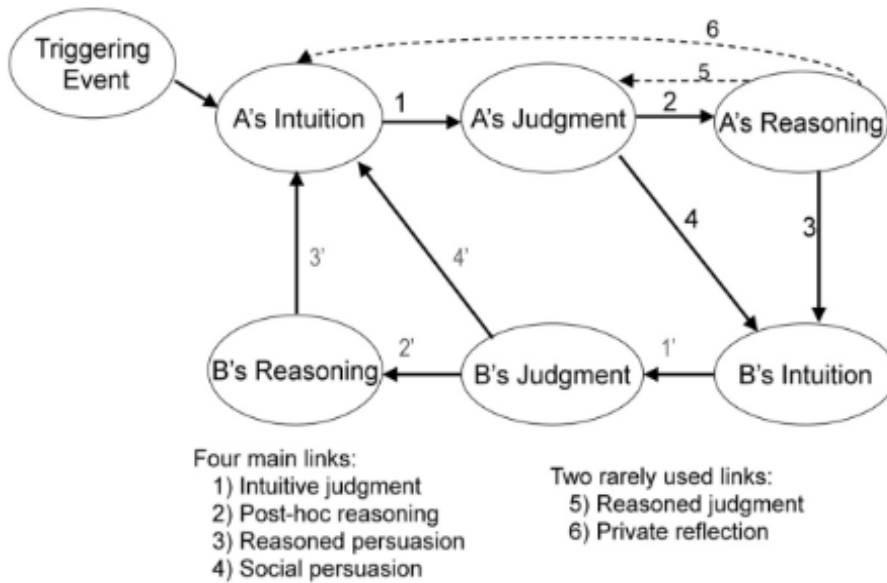 6
Triggering
Event
5
A's Intuition
1
A's Judgment
2
A's Reasoning
4
3
3'
4'
2'
1'
B's Reasoning
B's Judgment
B's Intuition
Four main links:
1) Intuitive judgment
2) Post-hoc reasoning
3) Reasoned persuasion
4) Social persuasion
Two rarely used links:
5) Reasoned judgment
6) Private reflection